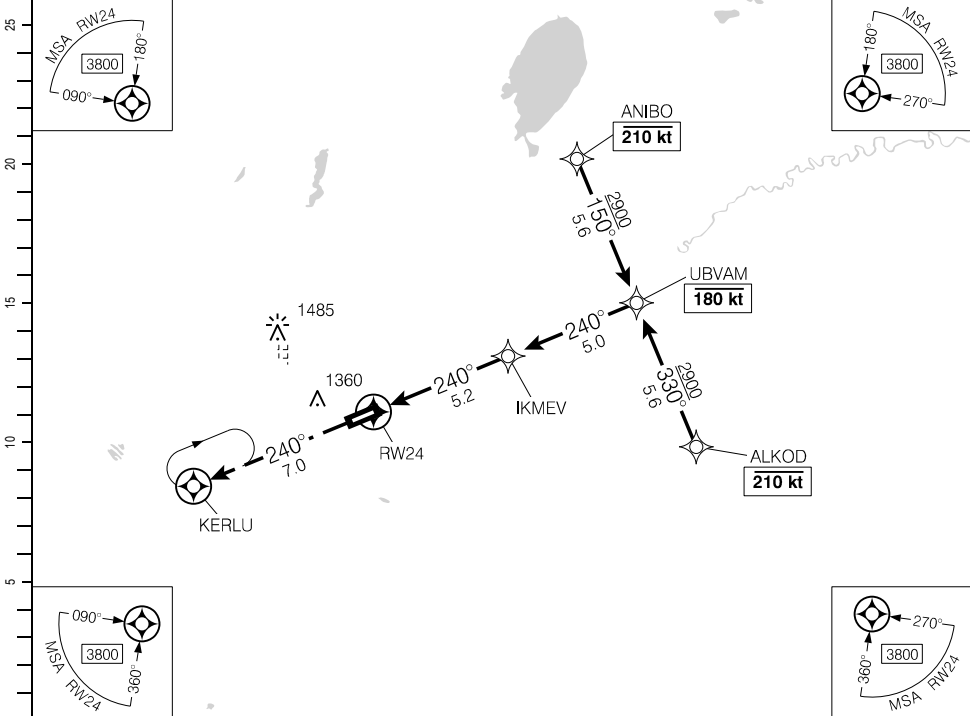 25
20
15
10
5
MSA RW24
3800
180°
090°
MSA RW24
3800
180°
270°
ANIBO
210 kt
2900
150°
5.6
UBVAM
180 kt
240°
5.0
IKMEV
2900
330°
5.6
ALKOD
210 kt
1485
1360
240°
5.2
RW24
240°
7.0
KERLU
090°
3800
360°
MSA RW24
270°
3800
360°
MSA RW24